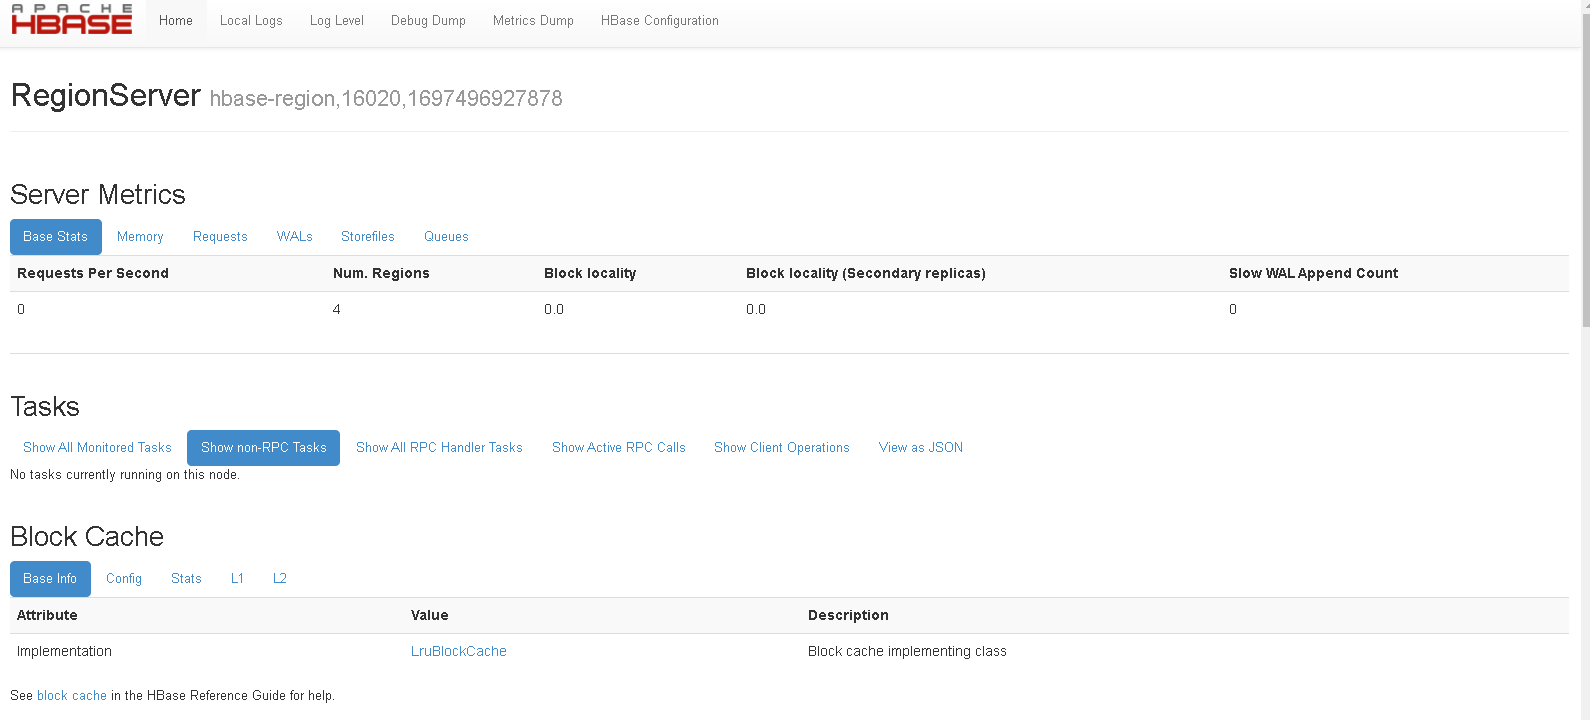 APACHE
HBASE
Home Local Logs Log Level Debug Dump Metrics Dump HBase Configuration
RegionServer hbase-region,16020,1697496927878
Server Metrics
Base Stats Memory Requests WALs Storefiles Queues
Requests Per Second Num. Regions Block locality Block locality (Secondary replicas) Slow WAL Append Count
0 4 0.0 0.0 0
Tasks
Show All Monitored Tasks Show non-RPC Tasks Show All RPC Handler Tasks Show Active RPC Calls Show Client Operations View as JSON
No tasks currently running on this node.
Block Cache
Base Info Config Stats L1 L2
Attribute Value Description
Implementation LruBlockCache Block cache implementing class
See block cache in the HBase Reference Guide for help.